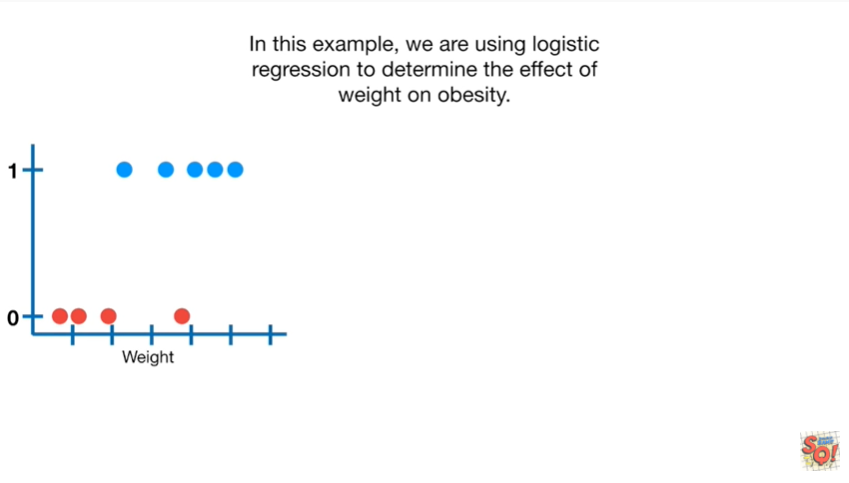 In this example, we are using logistic
regression to determine the effect of
weight on obesity.
1
0
Weight
SO!